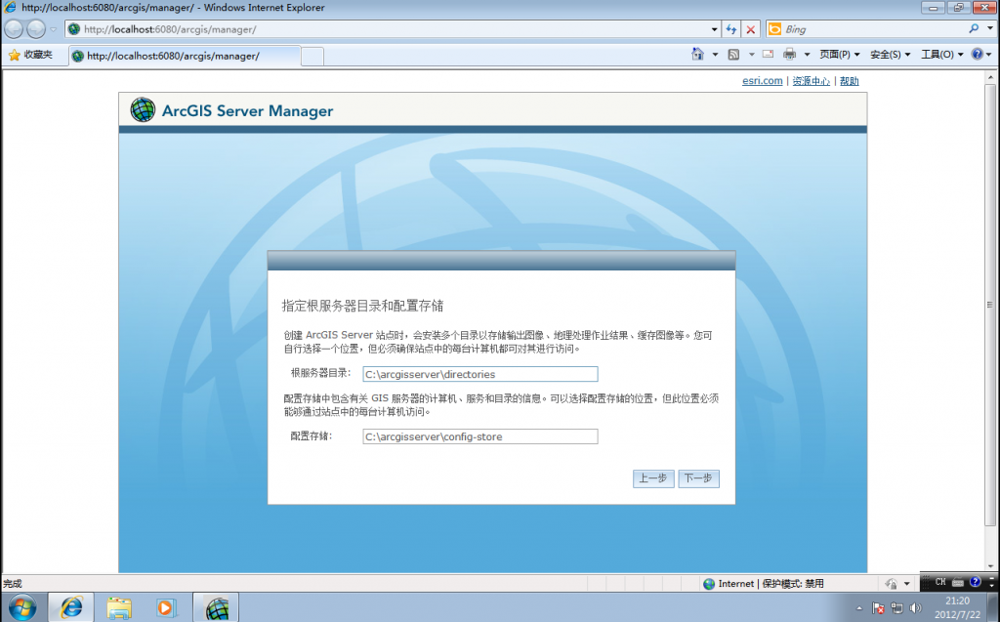 http://localhost:6080/arcgis/manager/ - Windows Internet Explorer
http://localhost:6080/arcgis/manager/
Bing
收藏夹
http://localhost:6080/arcgis/manager/
页面(P)
安全(S)
工具(O)
esri.com | 资源中心 | 帮助
ArcGIS Server Manager
指定根服务器目录和配置存储
创建 ArcGIS Server 站点时，会安装多个目录以存储输出图像、地理处理作业结果、缓存图像等。您可
自行选择一个位置，但必须确保站点中的每台计算机都可对其进行访问。
根服务器目录:
C:\arcgisserver\directories
配置存储中包含有关 GIS 服务器的计算机、服务和目录的信息。可以选择配置存储的位置，但此位置必须
能够通过站点中的每台计算机访问。
配置存储:
C:\arcgisserver\config-store
上一步
下一步
完成
Internet | 保护模式: 禁用
CH
21:20
2012/7/22